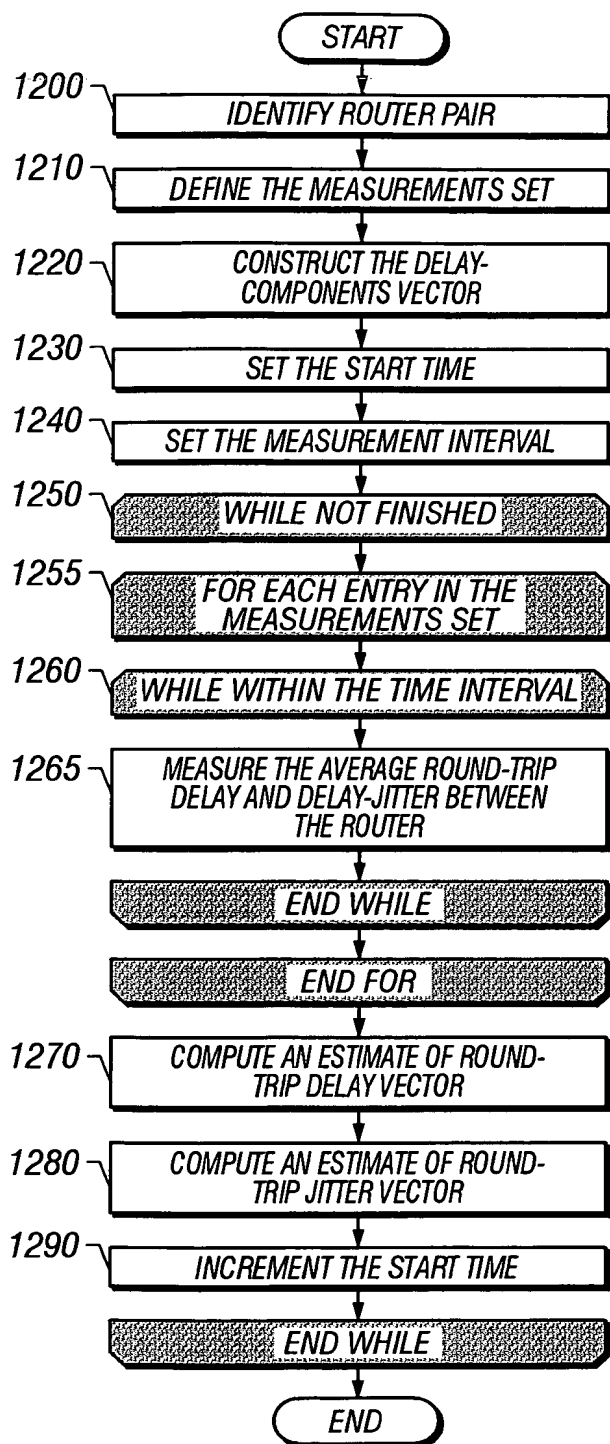 START
1200
IDENTIFY ROUTER PAIR
1210
DEFINE THE MEASUREMENTS SET
1220
CONSTRUCT THE DELAY-
COMPONENTS VECTOR
1230
SET THE START TIME
1240
SET THE MEASUREMENT INTERVAL
1250
WHILE NOT FINISHED
1255
FOR EACH ENTRY IN THE
MEASUREMENTS SET
1260
WHILE WITHIN THE TIME INTERVAL
1265
MEASURE THE AVERAGE ROUND-TRIP
DELAY AND DELAY-JITTER BETWEEN
THE ROUTER
END WHILE
END FOR
1270
COMPUTE AN ESTIMATE OF ROUND-
TRIP DELAY VECTOR
1280
COMPUTE AN ESTIMATE OF ROUND-
TRIP JITTER VECTOR
1290
INCREMENT THE START TIME
END WHILE
END